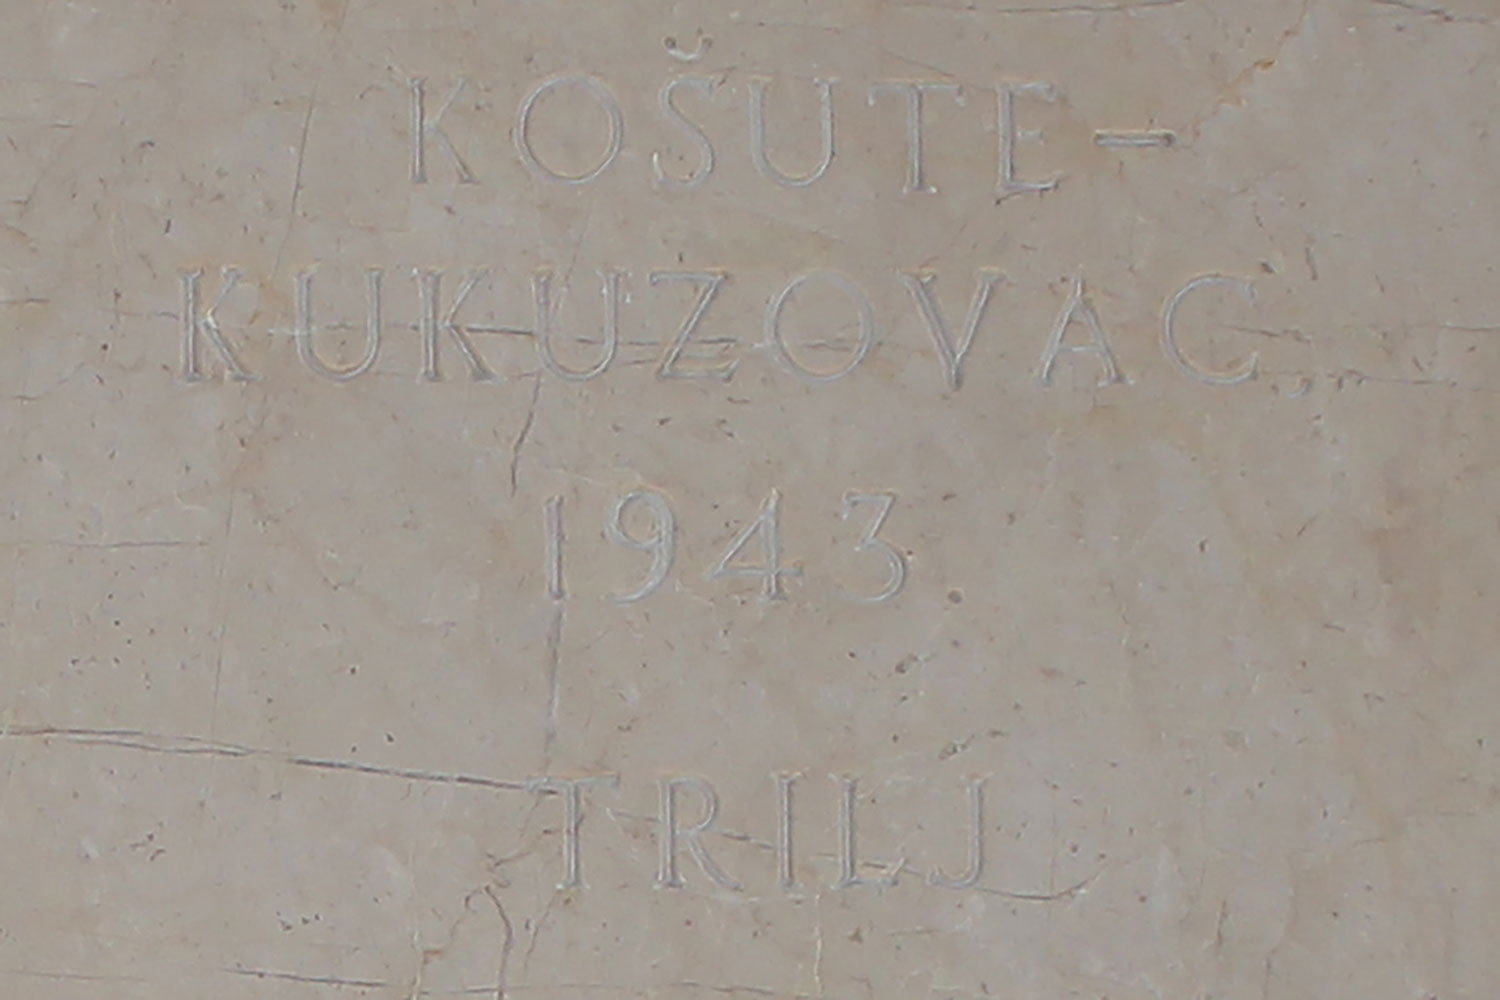 KOŠUTE–
KUKUZOVAC
1943.
TRILJ